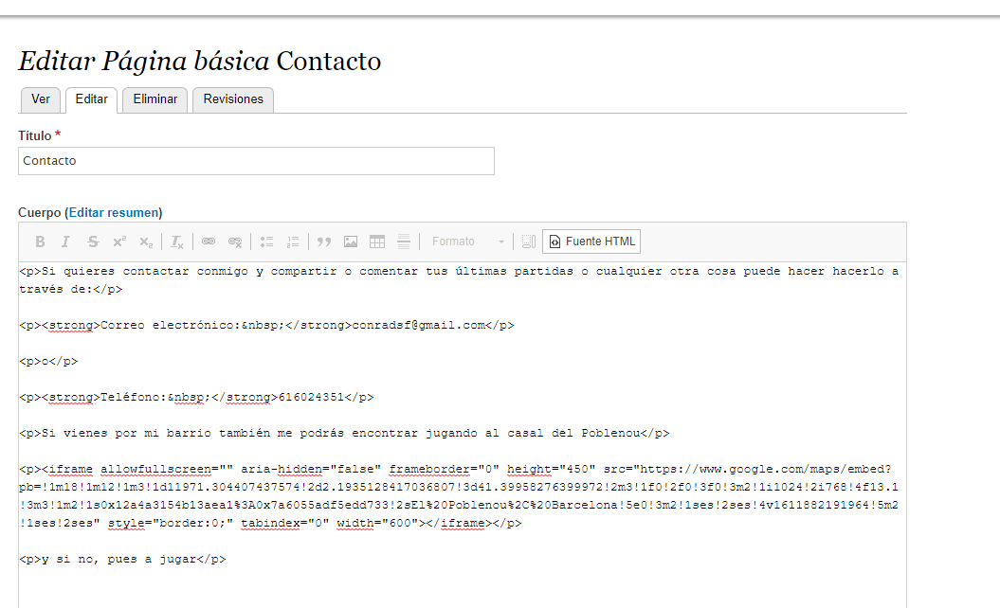 Editar Página básica Contacto
Ver Editar Eliminar Revisiones
Título *
Contacto
Cuerpo (Editar resumen)
B I S x² x₂ Ix Formato Fuente HTML
<p>Si quieres contactar conmigo y compartir o comentar tus últimas partidas o cualquier otra cosa puede hacer hacerlo a
través de:</p>
<p><strong>Correo electrónico:&nbsp;</strong>conradsf@gmail.com</p>
<p>o</p>
<p><strong>Teléfono:&nbsp;</strong>616024351</p>
<p>Si vienes por mi barrio también me podrás encontrar jugando al casal del Poblenou</p>
<p><iframe allowfullscreen="" aria-hidden="false" frameborder="0" height="450" src="https://www.google.com/maps/embed?
pb=!1m18!1m12!1m3!1d11971.304407437574!2d2.1935128417036807!3d41.39958276399972!2m3!1f0!2f0!3f0!3m2!1i1024!2i768!4f13.1
!3m3!1m2!1s0x12a4a3154b13aea1%3A0x7a6055adf5edd733!2sEl%20Poblenou%2C%20Barcelona!5e0!3m2!1ses!2ses!4v1611882191964!5m2
!1ses!2ses" style="border:0;" tabindex="0" width="600"></iframe></p>
<p>y si no, pues a jugar</p>